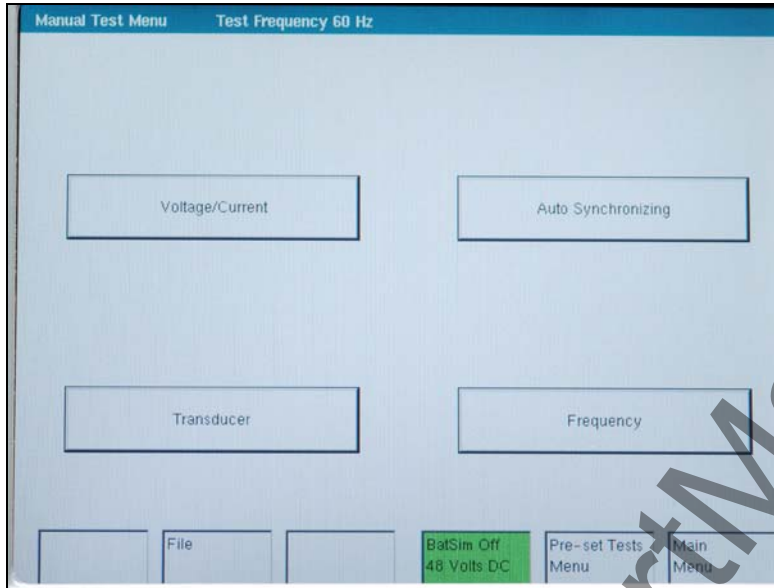 Manual Test Menu Test Frequency 60 Hz
Voltage/Current
Auto Synchronizing
Transducer
Frequency
File
BatSim Off
48 Volts DC
Pre-set Tests
Menu
Main
Menu